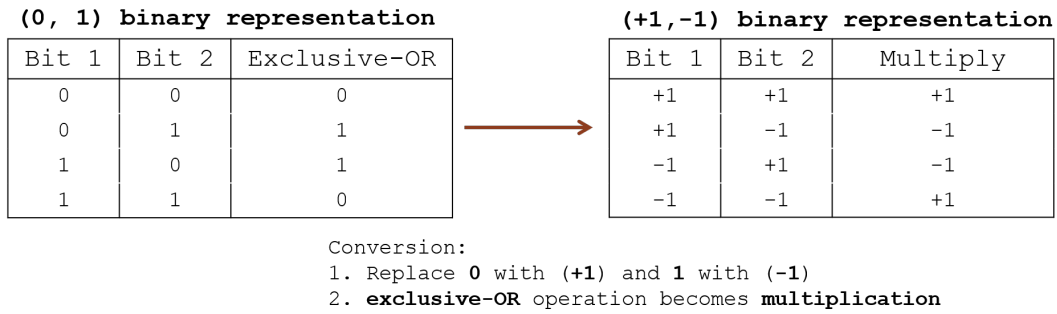 (0, 1) binary representation
Bit 1 Bit 2 Exclusive-OR
0 0 0
0 1 1
1 0 1
1 1 0
(+1,-1) binary representation
Bit 1 Bit 2 Multiply
+1 +1 +1
+1 -1 -1
-1 +1 -1
-1 -1 +1
Conversion:
1. Replace 0 with (+1) and 1 with (-1)
2. exclusive-OR operation becomes multiplication